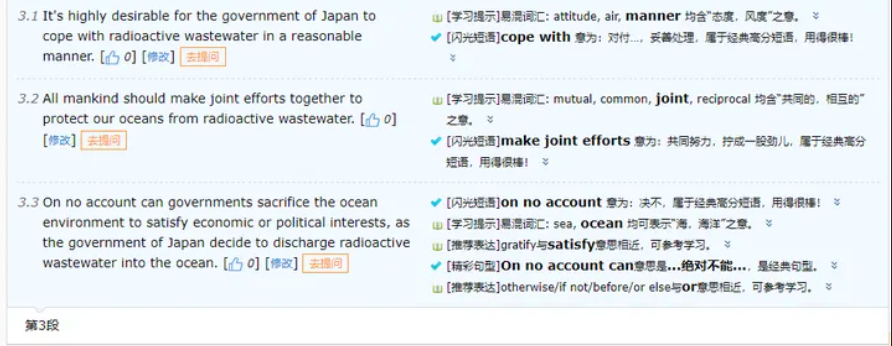 3.1 It's highly desirable for the government of Japan to
cope with radioactive wastewater in a reasonable
manner. [0] [修改] 去提问
[学习提示]易混词汇: attitude, air, manner 均含“态度，风度”之意。
[闪光短语]cope with 意为：对付…，妥善处理，属于经典高分短语，用得很棒！
3.2 All mankind should make joint efforts together to
protect our oceans from radioactive wastewater. [0]
[修改] 去提问
[学习提示]易混词汇: mutual, common, joint, reciprocal 均含“共同的，相互的”
之意。
[闪光短语]make joint efforts 意为：共同努力，拧成一股劲儿，属于经典高分
短语，用得很棒！
3.3 On no account can governments sacrifice the ocean
environment to satisfy economic or political interests, as
the government of Japan decide to discharge radioactive
wastewater into the ocean. [0] [修改] 去提问
[闪光短语]on no account 意为：决不，属于经典高分短语，用得很棒！
[学习提示]易混词汇: sea, ocean 均可表示“海，海洋”之意。
[推荐表达]gratify与satisfy意思相近，可参考学习。
[精彩句型]On no account can意思是...绝对不能...，是经典句型。
[推荐表达]otherwise/if not/before/or else与or意思相近，可参考学习。
第3段